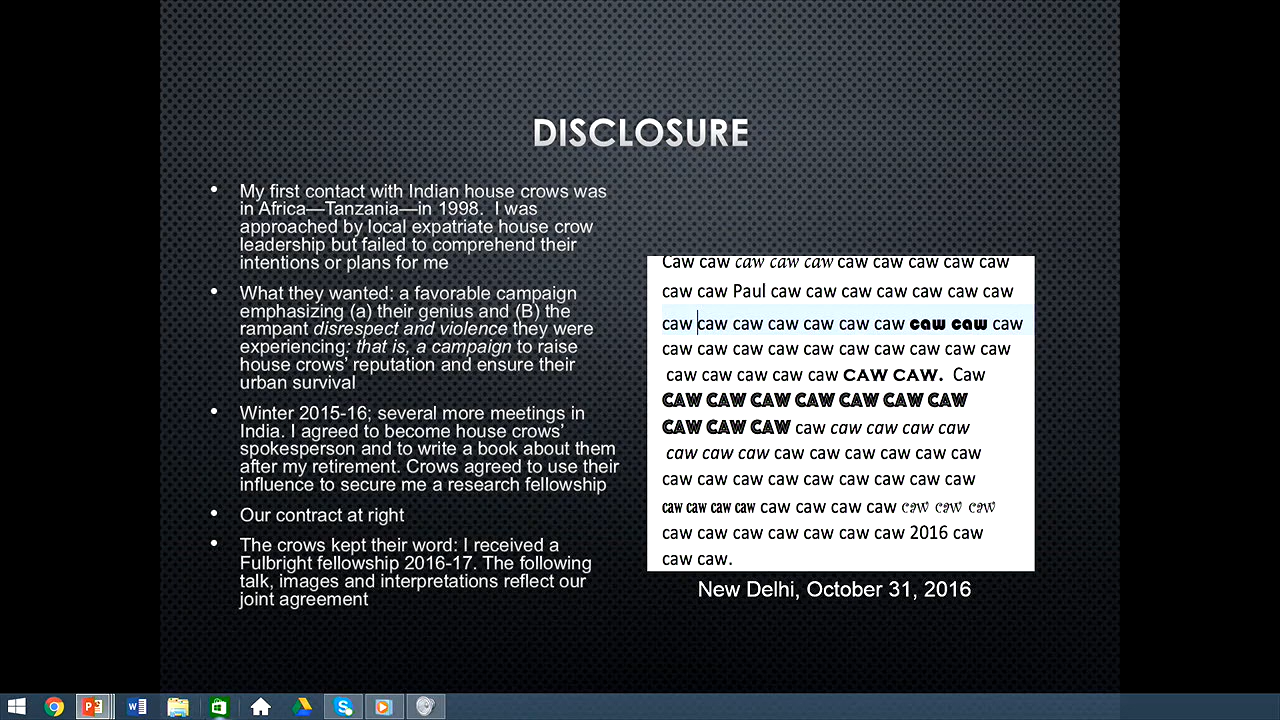 DISCLOSURE
• My first contact with Indian house crows was
in Africa—Tanzania—in 1998.  I was
approached by local expatriate house crow
leadership but failed to comprehend their
intentions or plans for me
• What they wanted: a favorable campaign
emphasizing (a) their genius and (B) the
rampant disrespect and violence they were
experiencing: that is, a campaign to raise
house crows' reputation and ensure their
urban survival
• Winter 2015-16; several more meetings in
India. I agreed to become house crows'
spokesperson and to write a book about them
after my retirement. Crows agreed to use their
influence to secure me a research fellowship
• Our contract at right
• The crows kept their word: I received a
Fulbright fellowship 2016-17. The following
talk, images and interpretations reflect our
joint agreement
Caw caw caw caw caw caw caw caw caw caw
caw caw Paul caw caw caw caw caw caw caw
caw caw caw caw caw caw caw caw caw caw
caw caw caw caw caw caw caw caw caw caw
caw caw caw caw caw CAW CAW.  Caw
CAW CAW CAW CAW CAW CAW CAW
CAW CAW CAW caw caw caw caw caw
caw caw caw caw caw caw caw caw caw
caw caw caw caw caw caw caw caw caw
caw caw caw caw caw caw caw caw caw caw caw
caw caw caw caw caw caw caw 2016 caw
caw caw.
New Delhi, October 31, 2016